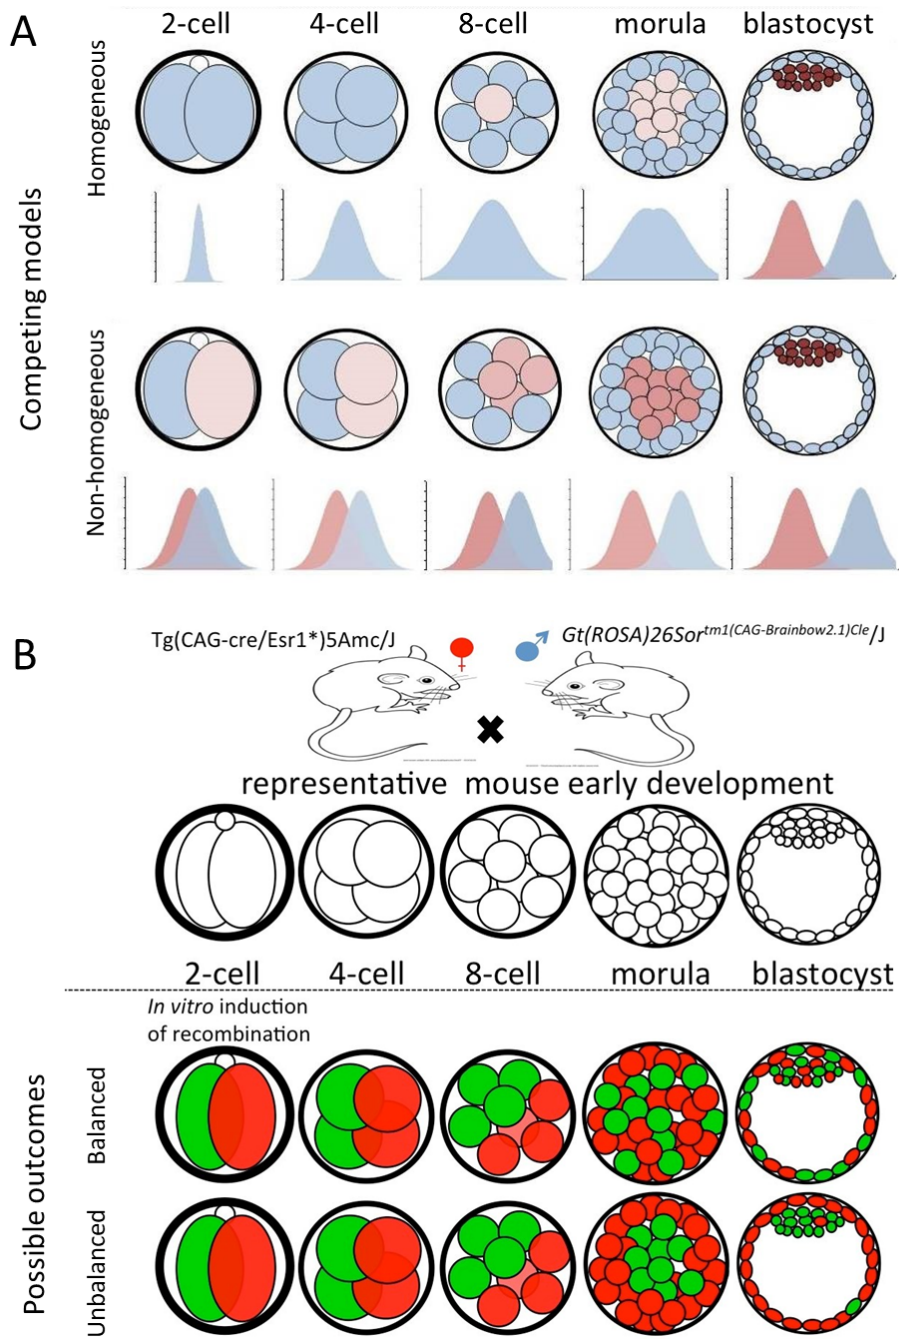 A
2-cell 4-cell 8-cell morula blastocyst
Competing models
Homogeneous
Non-homogeneous
B
Tg(CAG-cre/Esr1*)5Amc/J
Gt(ROSA)26Sortm1(CAG-Brainbow2.1)Cle/J
representative mouse early development
2-cell 4-cell 8-cell morula blastocyst
In vitro induction
of recombination
Possible outcomes
Balanced
Unbalanced